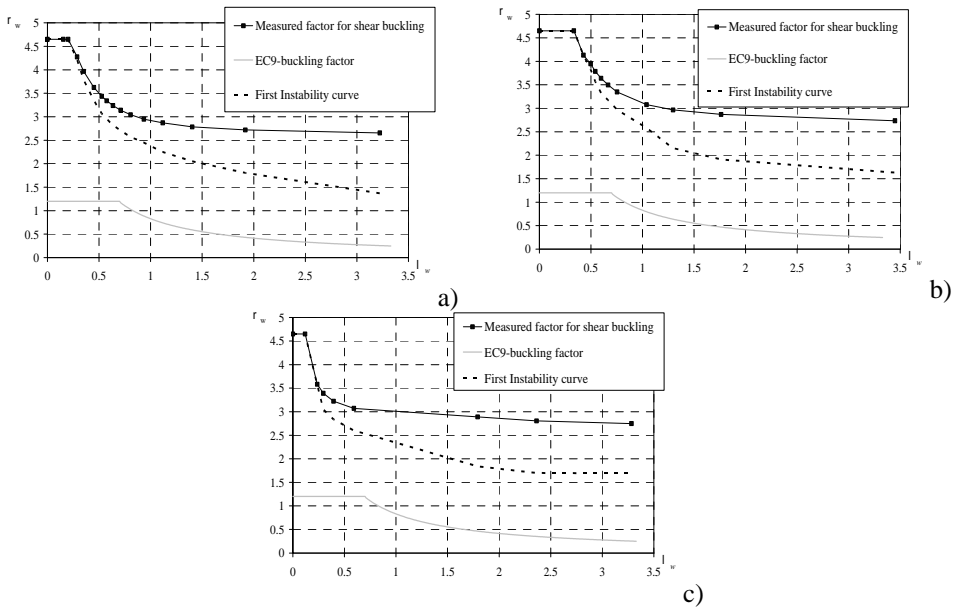 r w
5
4.5
4
3.5
3
2.5
2
1.5
1
0.5
0
0 0.5 1 1.5 2 2.5 3 3.5
l w
Measured factor for shear buckling
EC9-buckling factor
First Instability curve
a)
r w
5
4.5
4
3.5
3
2.5
2
1.5
1
0.5
0
0 0.5 1 1.5 2 2.5 3 3.5
l w
Measured factor for shear buckling
EC9-buckling factor
First Instability curve
b)
r w
5
4.5
4
3.5
3
2.5
2
1.5
1
0.5
0
0 0.5 1 1.5 2 2.5 3 3.5
l w
Measured factor for shear buckling
EC9-buckling factor
First Instability curve
c)